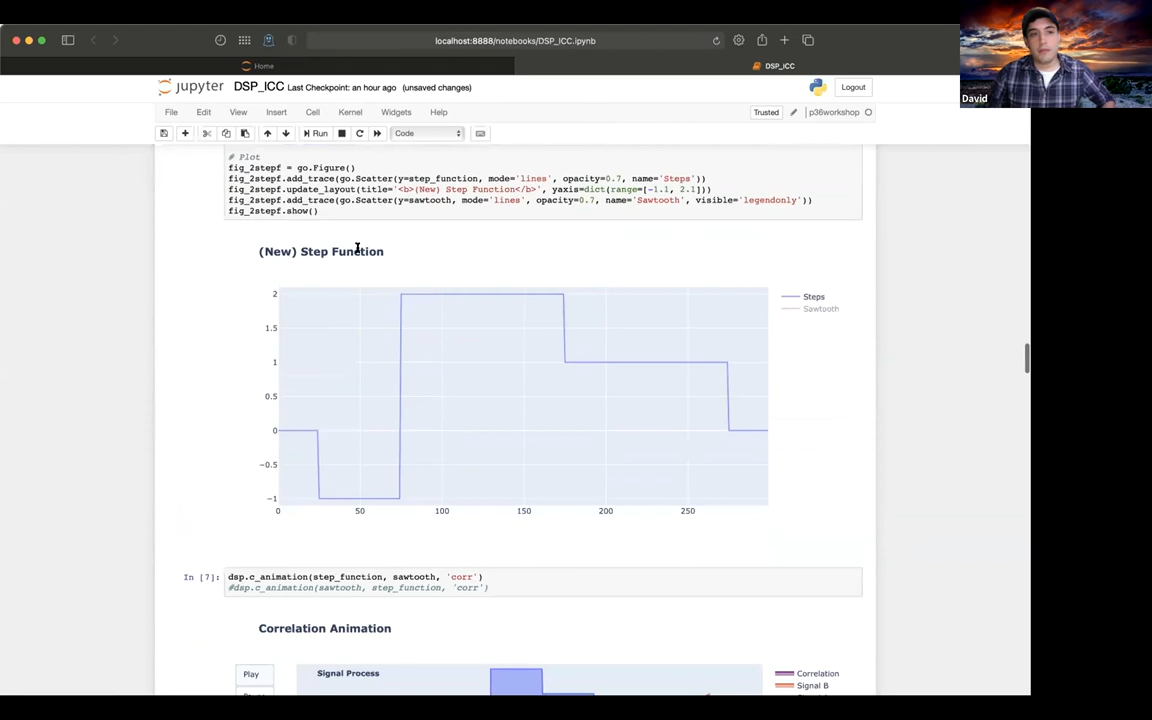 localhost:8888/notebooks/DSP_ICC.ipynb
Home
DSP_ICC
David
jupyter DSP_ICC Last Checkpoint: an hour ago (unsaved changes)
Logout
File Edit View Insert Cell Kernel Widgets Help
Trusted p36workshop
Run Code
# Plot
fig_2stepf = go.Figure()
fig_2stepf.add_trace(go.Scatter(y=step_function, mode='lines', opacity=0.7, name='Steps'))
fig_2stepf.update_layout(title='<b>(New) Step Function</b>', yaxis=dict(range=[-1.1, 2.1]))
fig_2stepf.add_trace(go.Scatter(y=sawtooth, mode='lines', opacity=0.7, name='Sawtooth', visible='legendonly'))
fig_2stepf.show()
(New) Step Function
2
1.5
1
0.5
0
−0.5
−1
0 50 100 150 200 250
Steps
Sawtooth
In [7]:
dsp.c_animation(step_function, sawtooth, 'corr')
#dsp.c_animation(sawtooth, step_function, 'corr')
Correlation Animation
Play
Signal Process
Correlation
Signal B